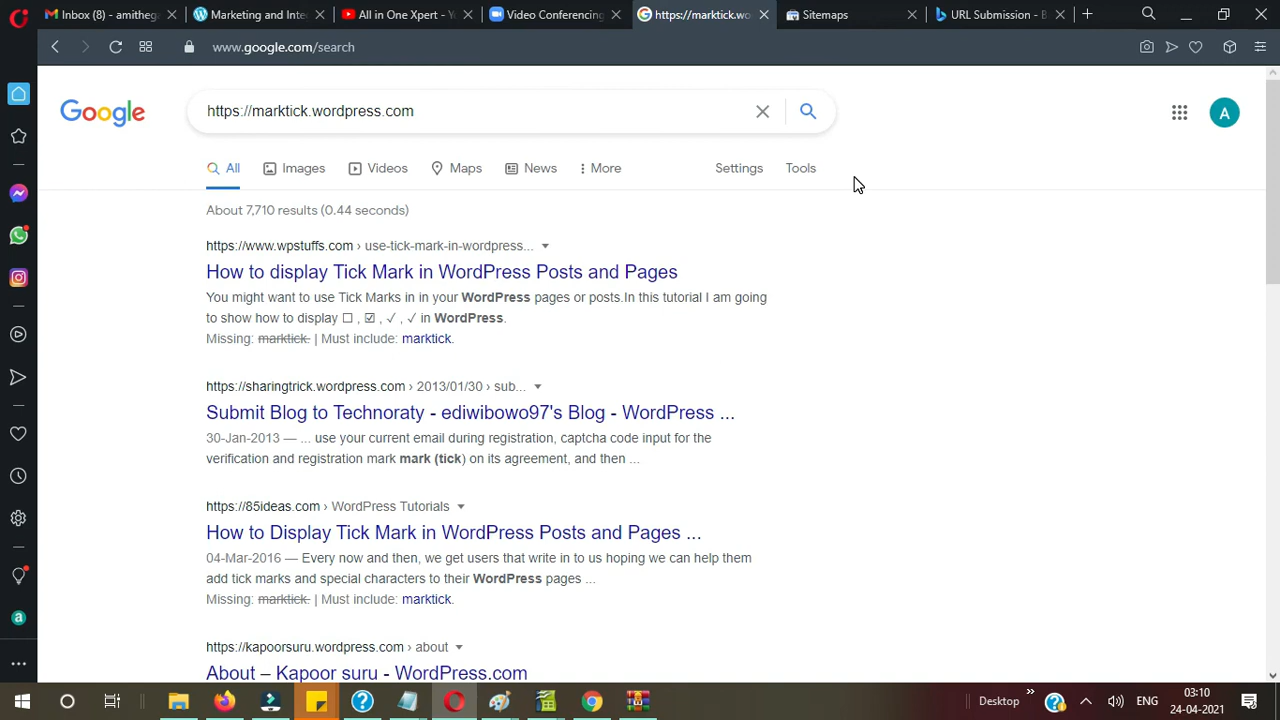 Inbox (8) - amithega
Marketing and Inte
All in One Xpert -
Video Conferencing
https://marktick.wo
Sitemaps
URL Submission - B
www.google.com/search
Google
https://marktick.wordpress.com
A
All
Images
Videos
Maps
News
More
Settings
Tools
About 7,710 results (0.44 seconds)
https://www.wpstuffs.com › use-tick-mark-in-wordpress...
How to display Tick Mark in WordPress Posts and Pages
You might want to use Tick Marks in in your WordPress pages or posts.In this tutorial I am going
to show how to display ☐ , ☑ , ✓ , ✓ in WordPress.
Missing: marktick. | Must include: marktick.
https://sharingtrick.wordpress.com › 2013/01/30 › sub...
Submit Blog to Technoraty - ediwibowo97's Blog - WordPress ...
30-Jan-2013 — ... use your current email during registration, captcha code input for the
verification and registration mark mark (tick) on its agreement, and then ...
https://85ideas.com › WordPress Tutorials
How to Display Tick Mark in WordPress Posts and Pages ...
04-Mar-2016 — Every now and then, we get users that write in to us hoping we can help them
add tick marks and special characters to their WordPress pages ...
Missing: marktick. | Must include: marktick.
https://kapoorsuru.wordpress.com › about
About – Kapoor suru - WordPress.com
Desktop
ENG
03:10
24-04-2021